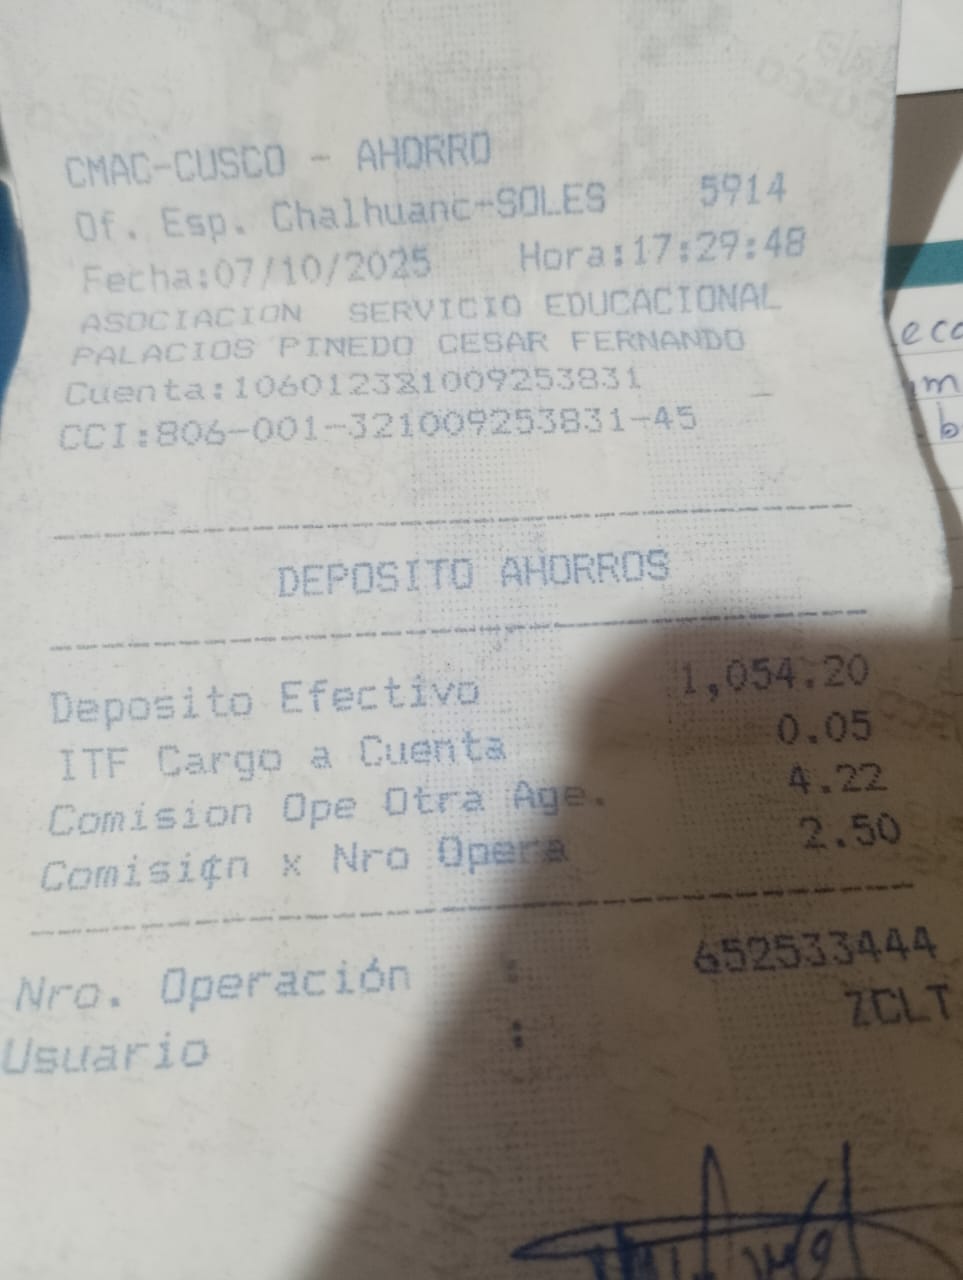 CMAC-CUSCO - AHORRO
Of. Esp. Chalhuanc-SOLES 5914
Fecha:07/10/2025 Hora:17:29:48
ASOCIACION SERVICIO EDUCACIONAL
PALACIOS PINEDO CESAR FERNANDO
Cuenta:106012321009253831
CCI:806-001-321009253831-45
DEPOSITO AHORROS
Deposito Efectivo 1,054.20
ITF Cargo a Cuenta 0.05
Comision Ope Otra Age. 4.22
Comisi¢n x Nro Opera 2.50
Nro. Operación : 652533444
Usuario : ZCLT